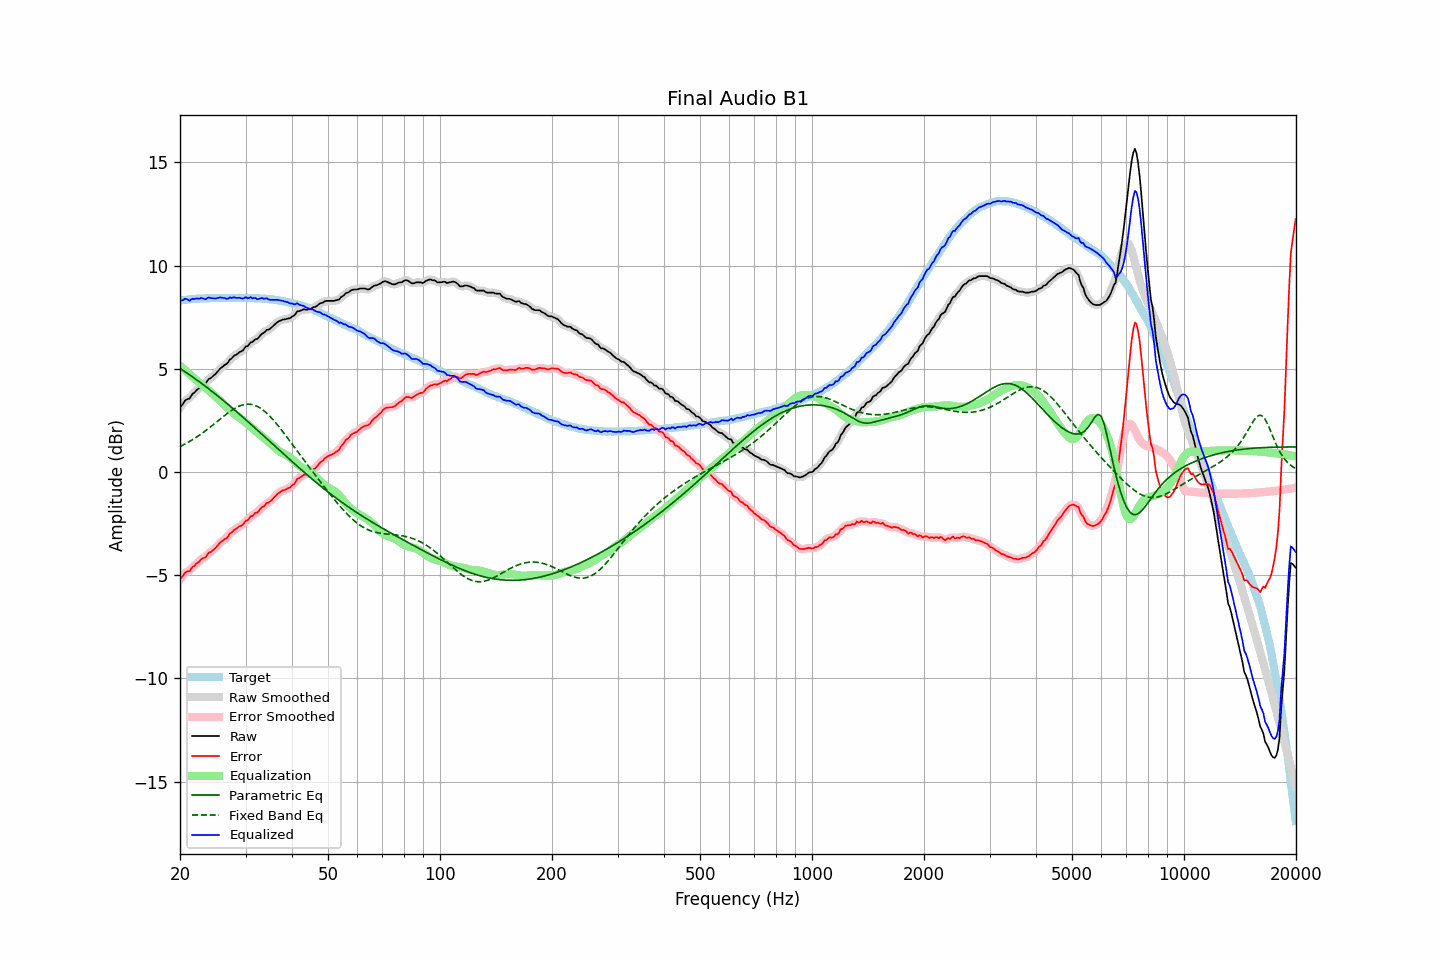 Final Audio B1
Amplitude (dBr)
15
10
5
0
−5
−10
−15
Target
Raw Smoothed
Error Smoothed
Raw
Error
Equalization
Parametric Eq
Fixed Band Eq
Equalized
20 50 100 200 500 1000 2000 5000 10000 20000
Frequency (Hz)